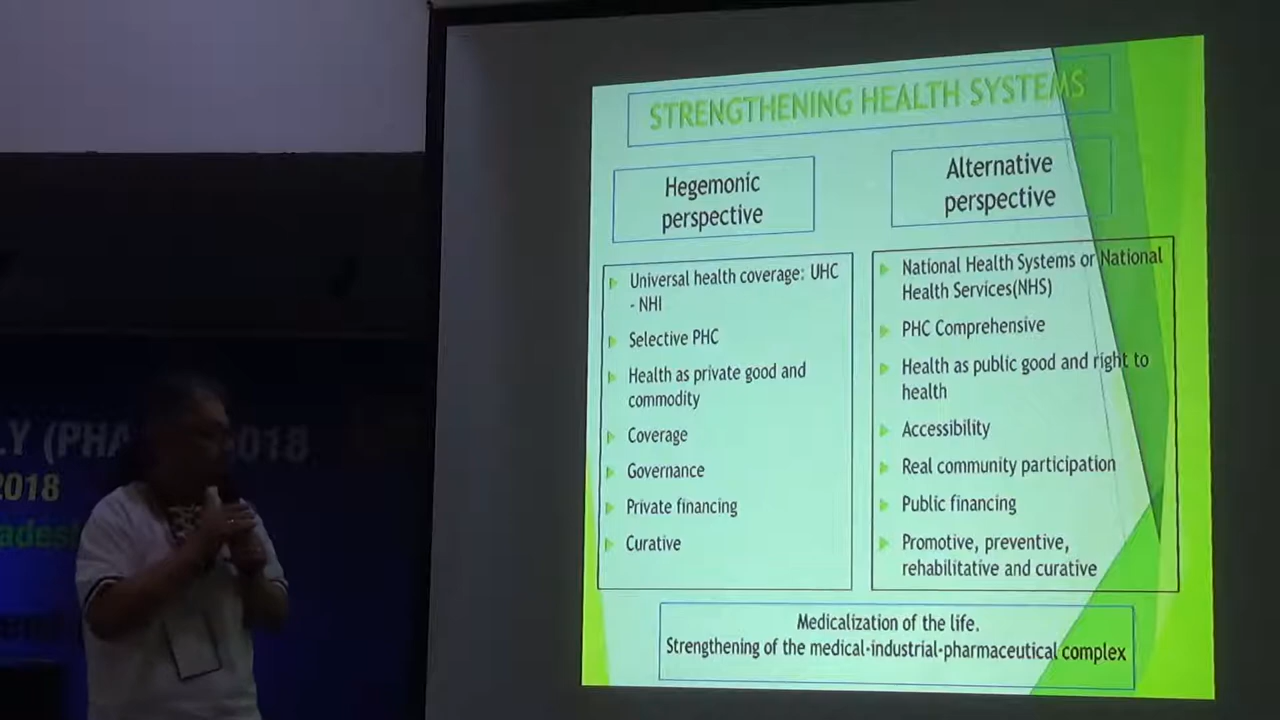 STRENGTHENING HEALTH SYSTEMS
Hegemonic
perspective
Universal health coverage: UHC
- NHI
Selective PHC
Health as private good and
commodity
Coverage
Governance
Private financing
Curative
Alternative
perspective
National Health Systems or National
Health Services(NHS)
PHC Comprehensive
Health as public good and right to
health
Accessibility
Real community participation
Public financing
Promotive, preventive,
rehabilitative and curative
Medicalization of the life.
Strengthening of the medical-industrial-pharmaceutical complex
2018